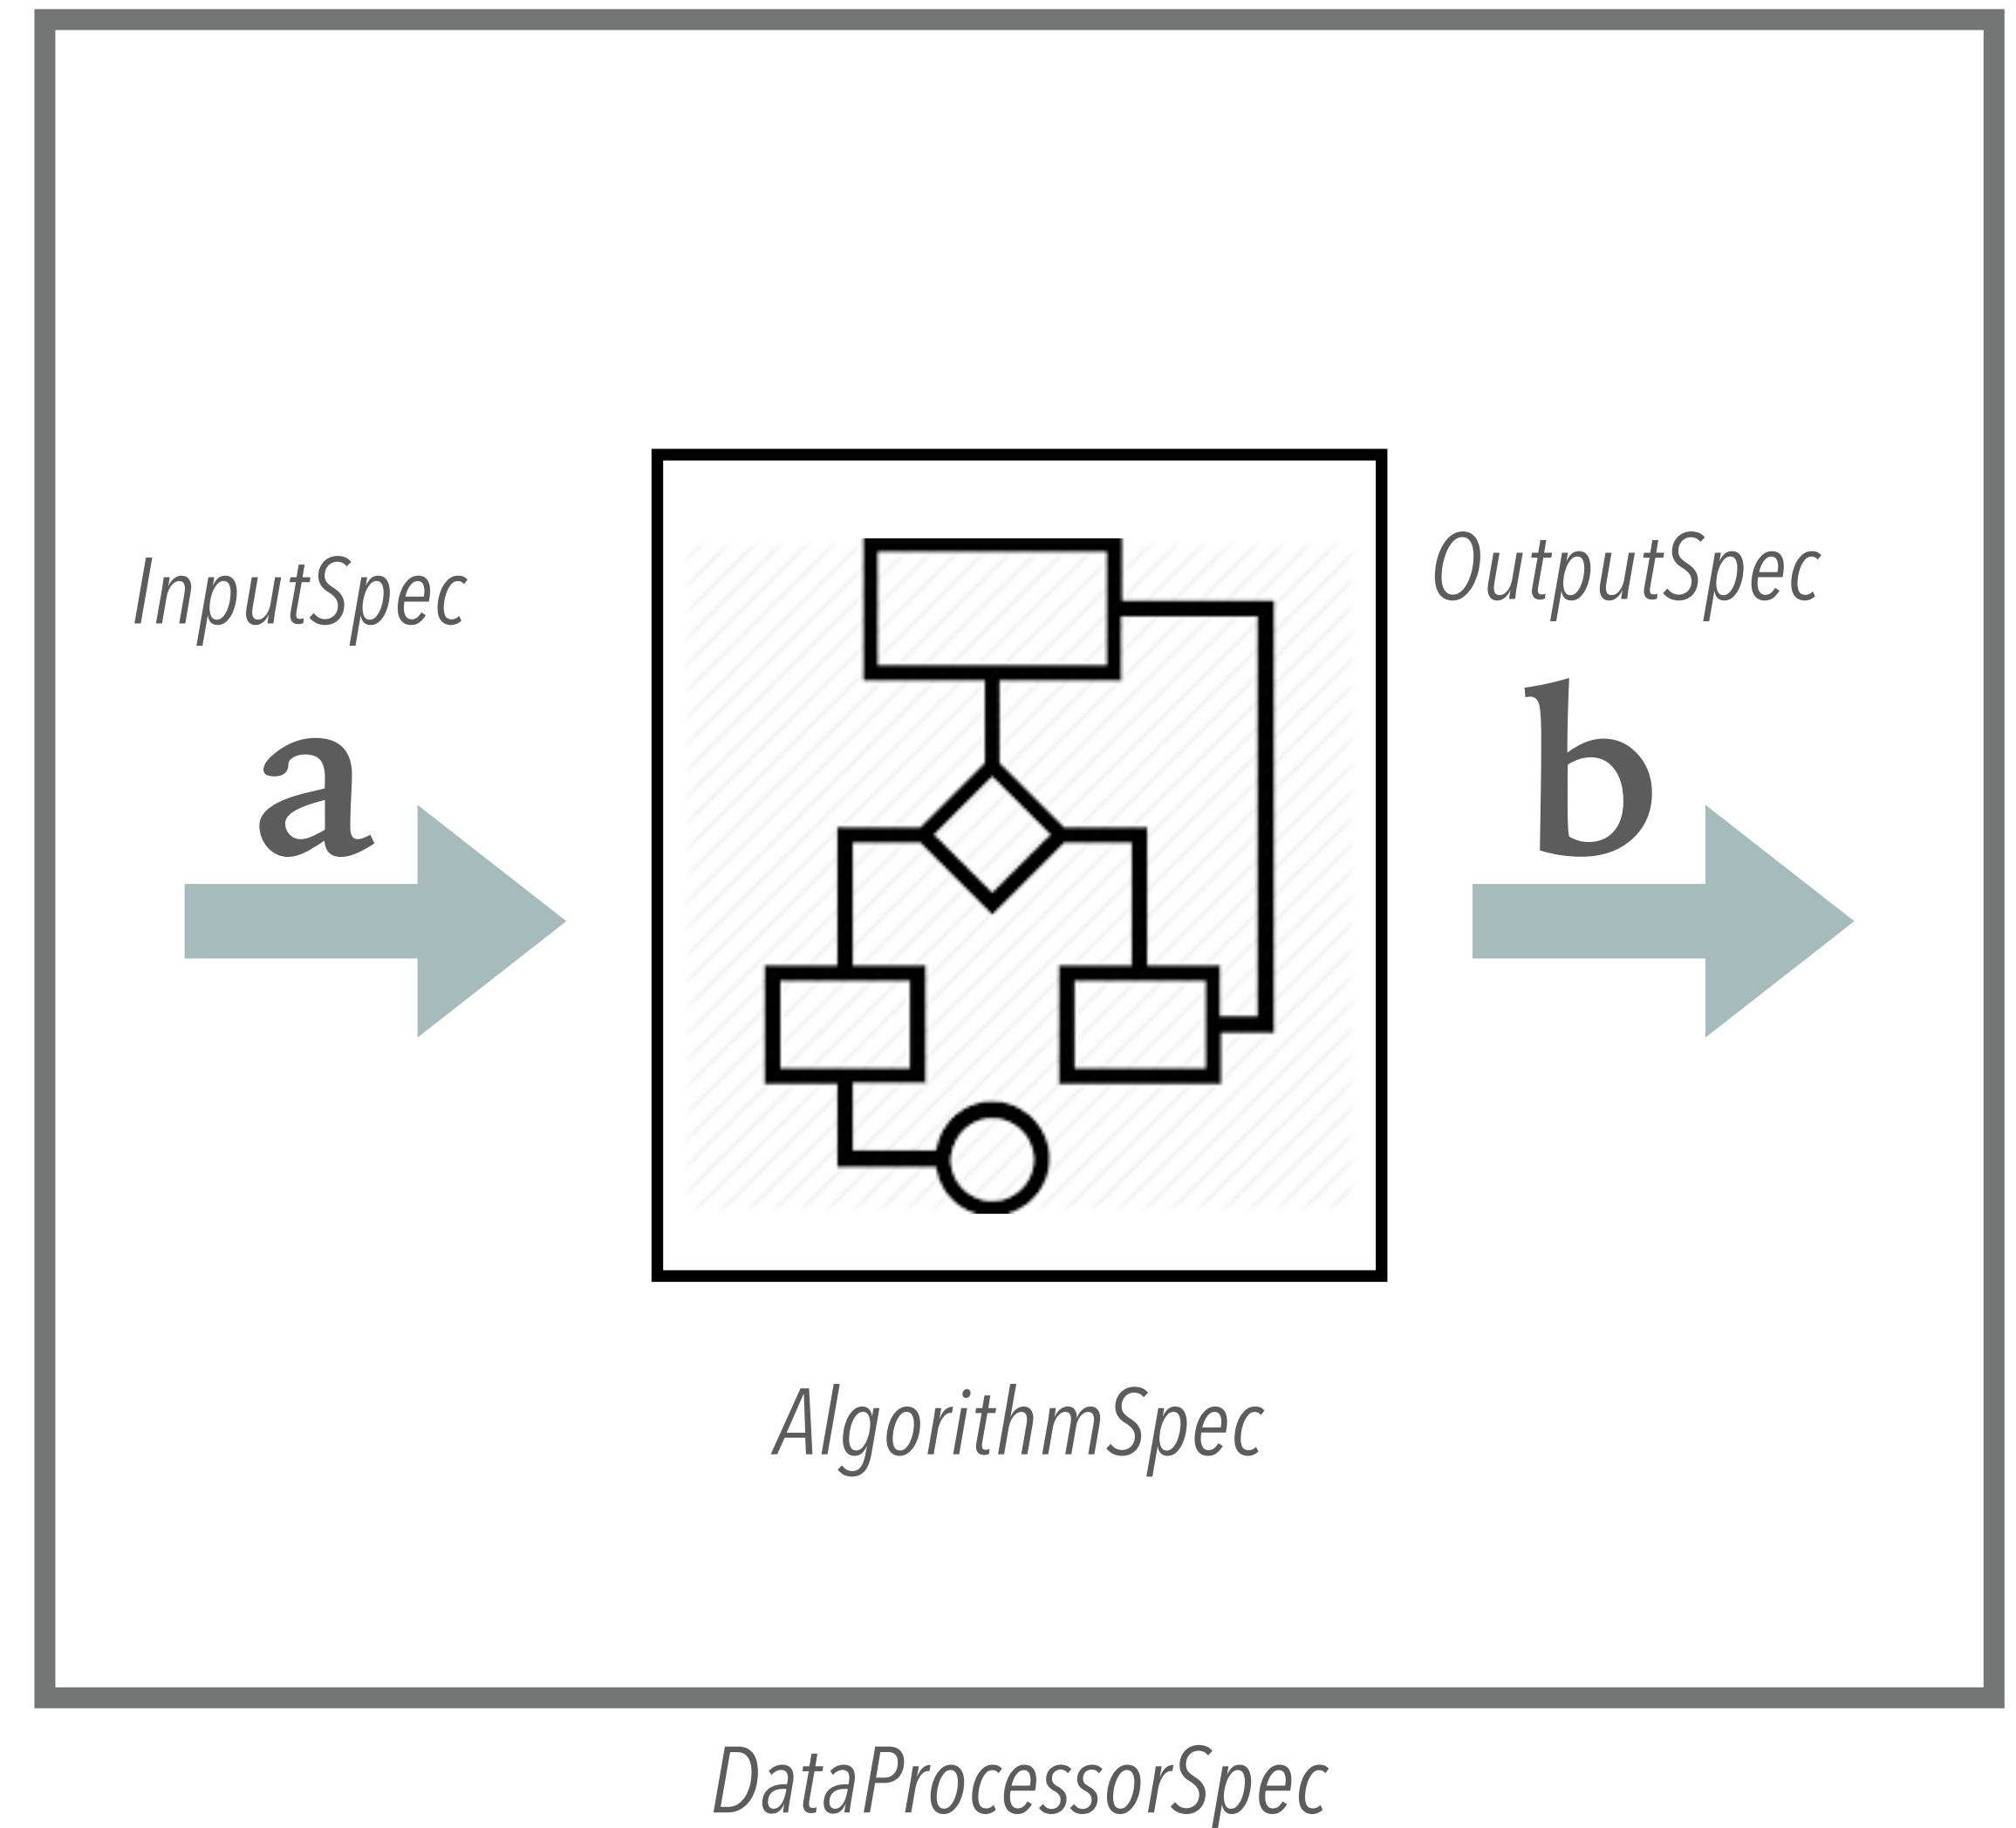 InputSpec
OutputSpec
a
b
AlgorithmSpec
DataProcessorSpec